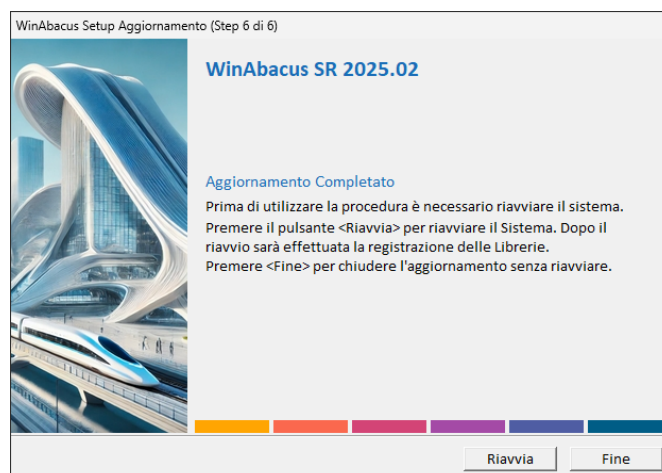 WinAbacus Setup Aggiornamento (Step 6 di 6)
WinAbacus SR 2025.02
Aggiornamento Completato
Prima di utilizzare la procedura è necessario riavviare il sistema.
Premere il pulsante <Riavvia> per riavviare il Sistema. Dopo il
riavvio sarà effettuata la registrazione delle Librerie.
Premere <Fine> per chiudere l'aggiornamento senza riavviare.
Riavvia
Fine